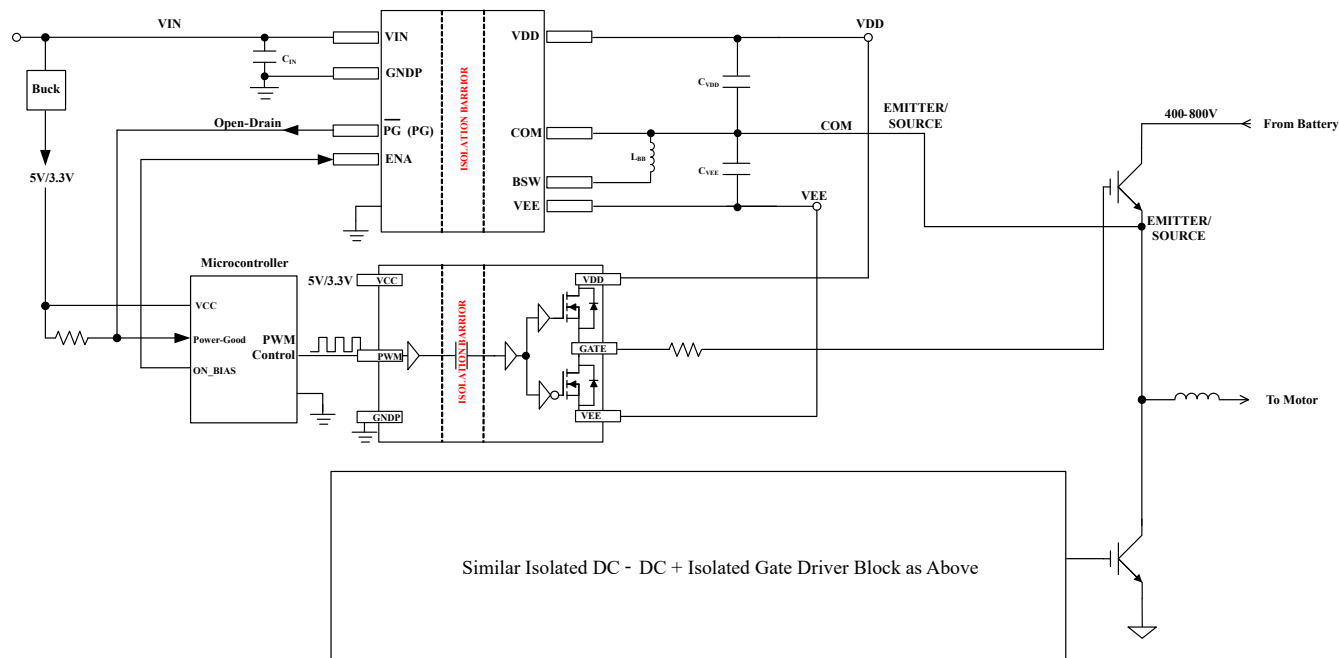 VIN
VDD
VIN
VDD
C_IN
Buck
GNDP
C_VDD
ISOLATION BARRIER
Open-Drain
PG (PG)
COM
COM
EMITTER/
SOURCE
400-800V
From Battery
ENA
L_BB
C_VEE
5V/3.3V
BSW
VEE
VEE
EMITTER/
SOURCE
Microcontroller
5V/3.3V
VCC
VDD
ISOLATION BARRIER
VCC
Power-Good
PWM
Control
PWM
GATE
ON_BIAS
GNDP
VEE
To Motor
Similar Isolated DC - DC + Isolated Gate Driver Block as Above